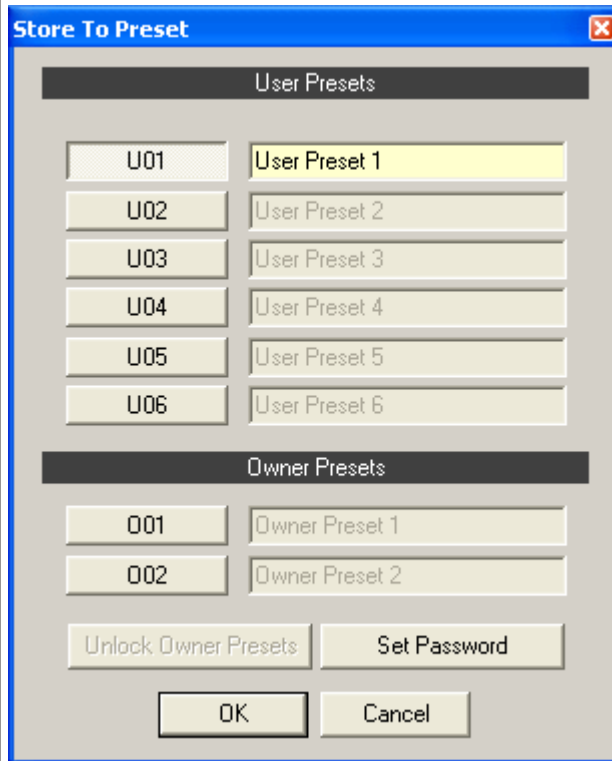 Store To Preset
User Presets
U01 User Preset 1
U02 User Preset 2
U03 User Preset 3
U04 User Preset 4
U05 User Preset 5
U06 User Preset 6
Owner Presets
O01 Owner Preset 1
O02 Owner Preset 2
Unlock Owner Presets Set Password
OK Cancel